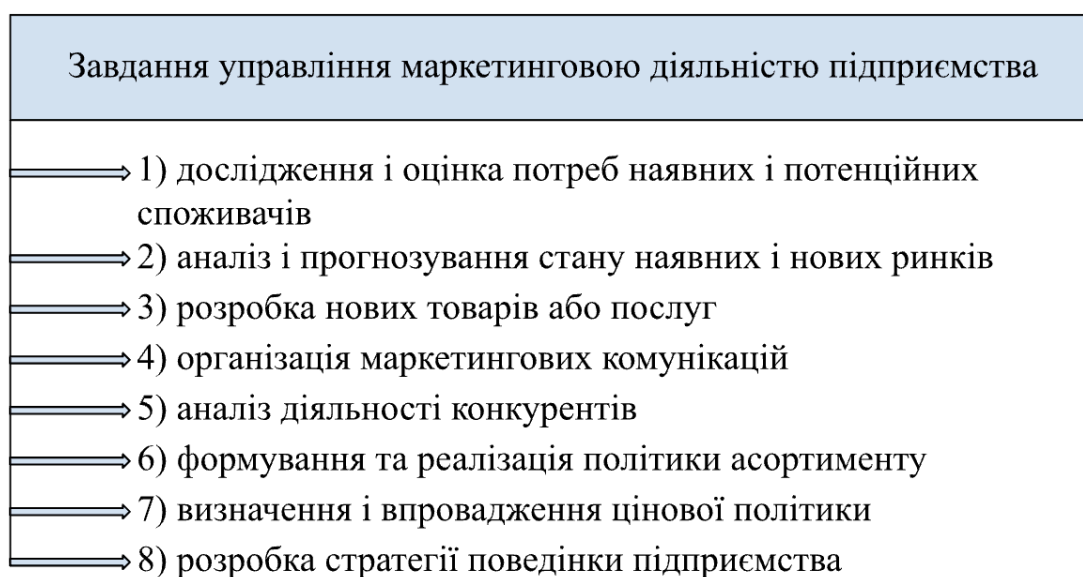 Завдання управління маркетинговою діяльністю підприємства
1) дослідження і оцінка потреб наявних і потенційних
споживачів
2) аналіз і прогнозування стану наявних і нових ринків
3) розробка нових товарів або послуг
4) організація маркетингових комунікацій
5) аналіз діяльності конкурентів
6) формування та реалізація політики асортименту
7) визначення і впровадження цінової політики
8) розробка стратегії поведінки підприємства